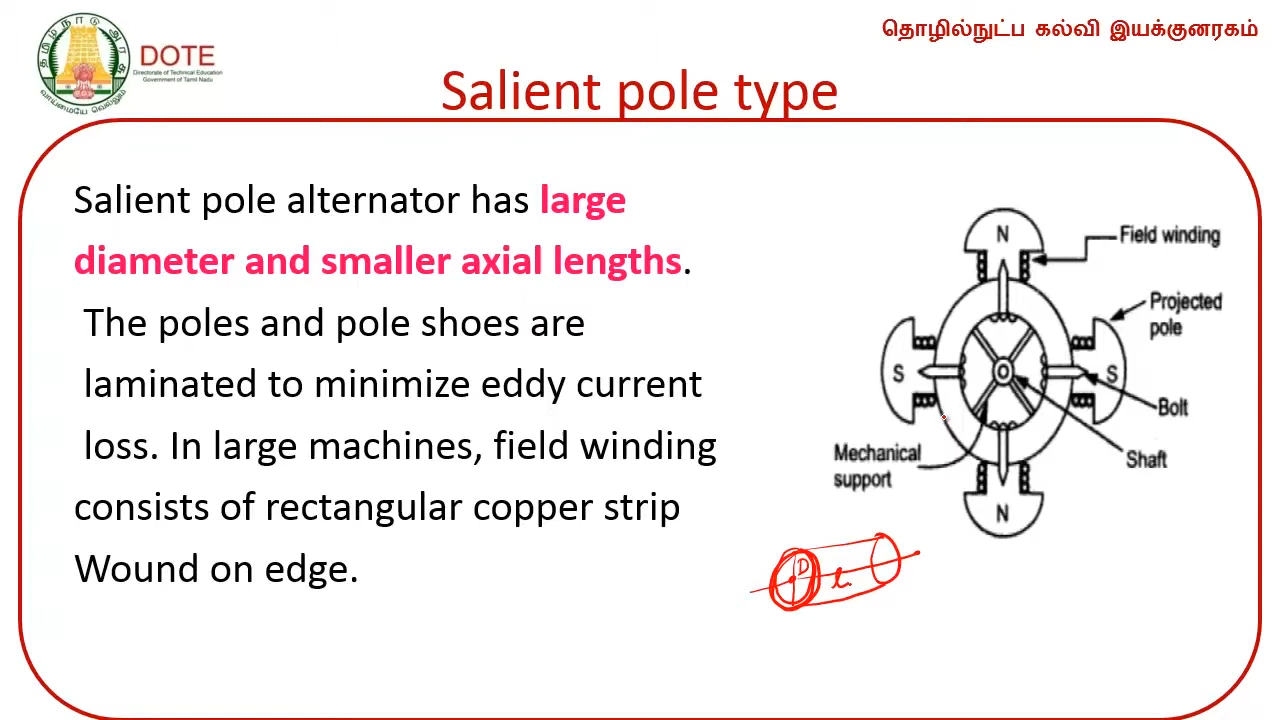 தொழில்நுட்ப கல்வி இயக்குனரகம்
DOTE
Directorate of Technical Education
Government of Tamil Nadu
தமிழ்நாடு அரசு
வாய்மையே வெல்லும்
Salient pole type
Salient pole alternator has large
diameter and smaller axial lengths.
The poles and pole shoes are
laminated to minimize eddy current
loss. In large machines, field winding
consists of rectangular copper strip
Wound on edge.
N
Field winding
Projected
pole
S
S
Bolt
Mechanical
support
Shaft
N
D
L